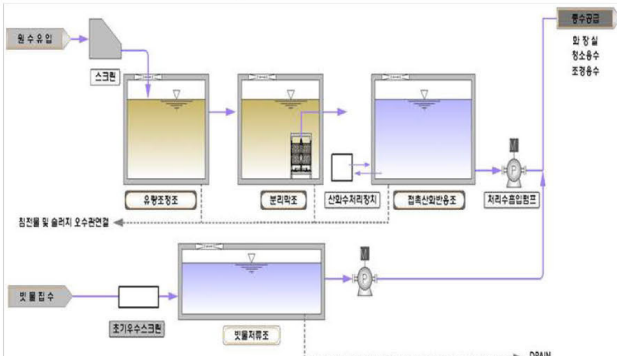 원수유입
스크린
중수공급
화장실
청소용수
조경용수
유량조정조
분리막조
산화수처리장치
접촉산화반응조
처리수흡입펌프
M
P
침전물 및 슬러지 오수관연결
빗물집수
초기우수스크린
빗물저류조
M
P
DRAIN